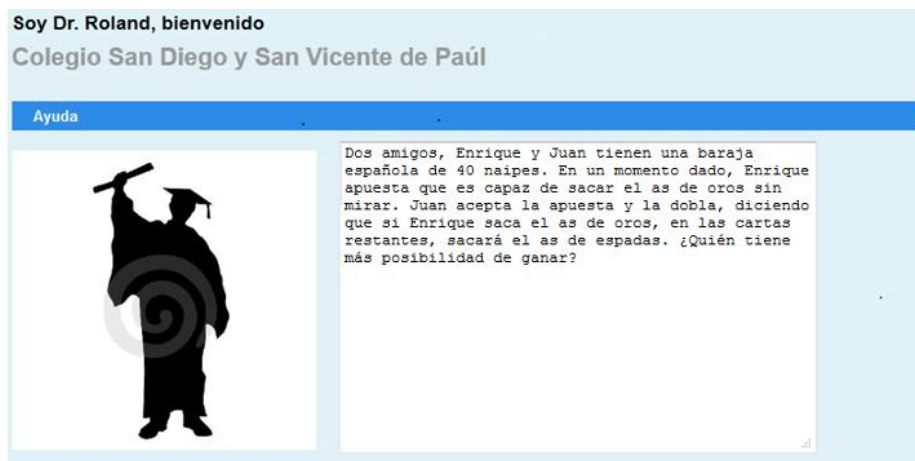 Soy Dr. Roland, bienvenido
Colegio San Diego y San Vicente de Paúl
Ayuda
Dos amigos, Enrique y Juan tienen una baraja
española de 40 naipes. En un momento dado, Enrique
apuesta que es capaz de sacar el as de oros sin
mirar. Juan acepta la apuesta y la dobla, diciendo
que si Enrique saca el as de oros, en las cartas
restantes, sacará el as de espadas. ¿Quién tiene
más posibilidad de ganar?